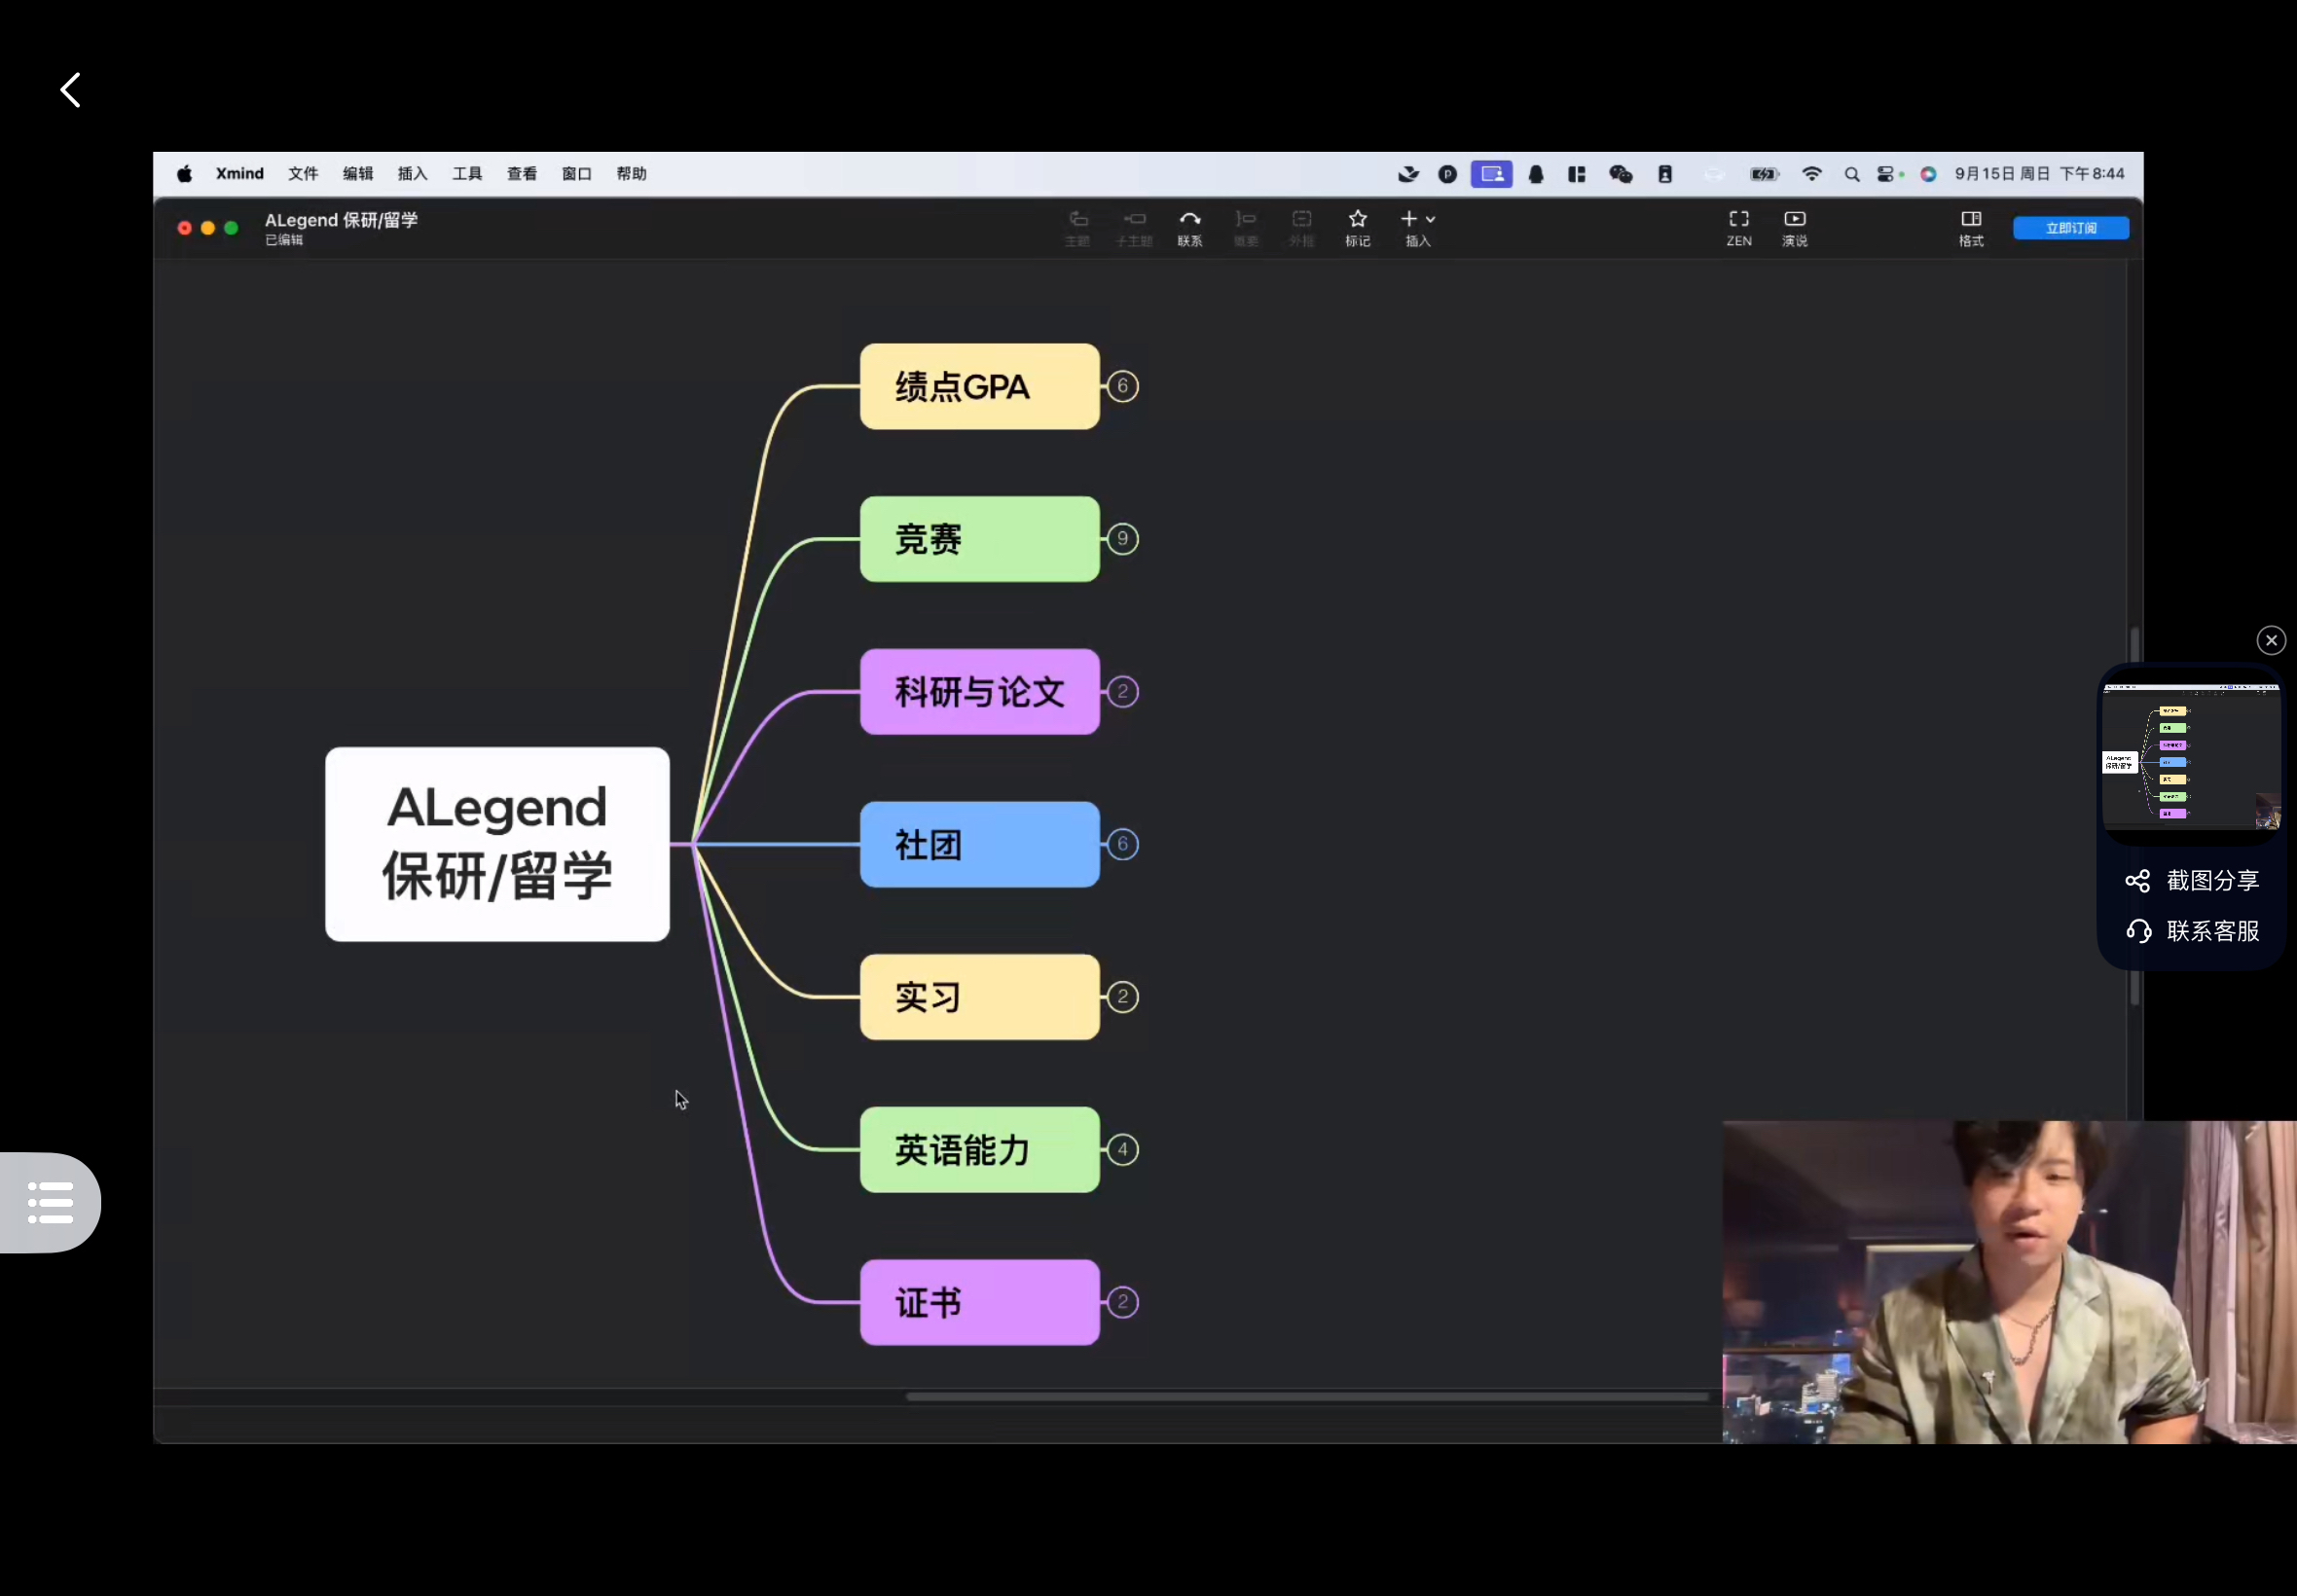 Xmind 文件 编辑 插入 工具 查看 窗口 帮助 9月15日 周日 下午8:44
ALegend 保研/留学
已编辑
主题 子主题 联系 概要 外框 标记 插入 ZEN 演说 格式 立即订阅
绩点GPA 6
竞赛 9
科研与论文 2
ALegend
保研/留学
社团 6
实习 2
英语能力 4
证书 2
截图分享
联系客服